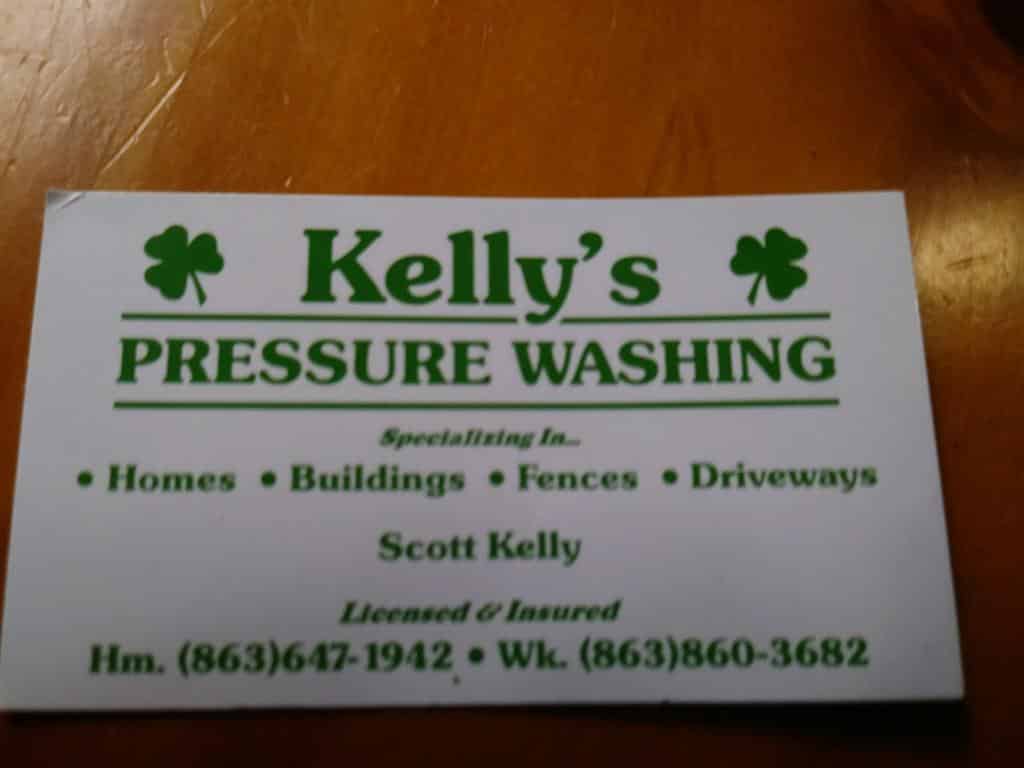 Kelly's
PRESSURE WASHING
Specializing In...
• Homes • Buildings • Fences • Driveways
Scott Kelly
Licensed & Insured
Hm. (863)647-1942 • Wk. (863)860-3682